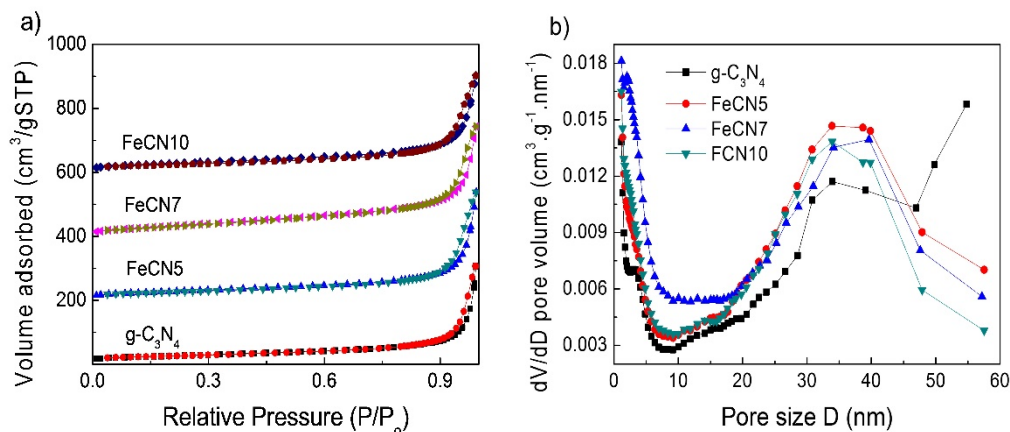 a)
Volume adsorbed (cm³/gSTP)
1000
800
600
400
200
FeCN10
FeCN7
FeCN5
g-C₃N₄
0.0
0.3
0.6
0.9
Relative Pressure (P/P₀)
b)
dV/dD pore volume (cm³.g⁻¹.nm⁻¹)
0.018
0.015
0.012
0.009
0.006
0.003
g-C₃N₄
FeCN5
FeCN7
FCN10
0
10
20
30
40
50
60
Pore size D (nm)